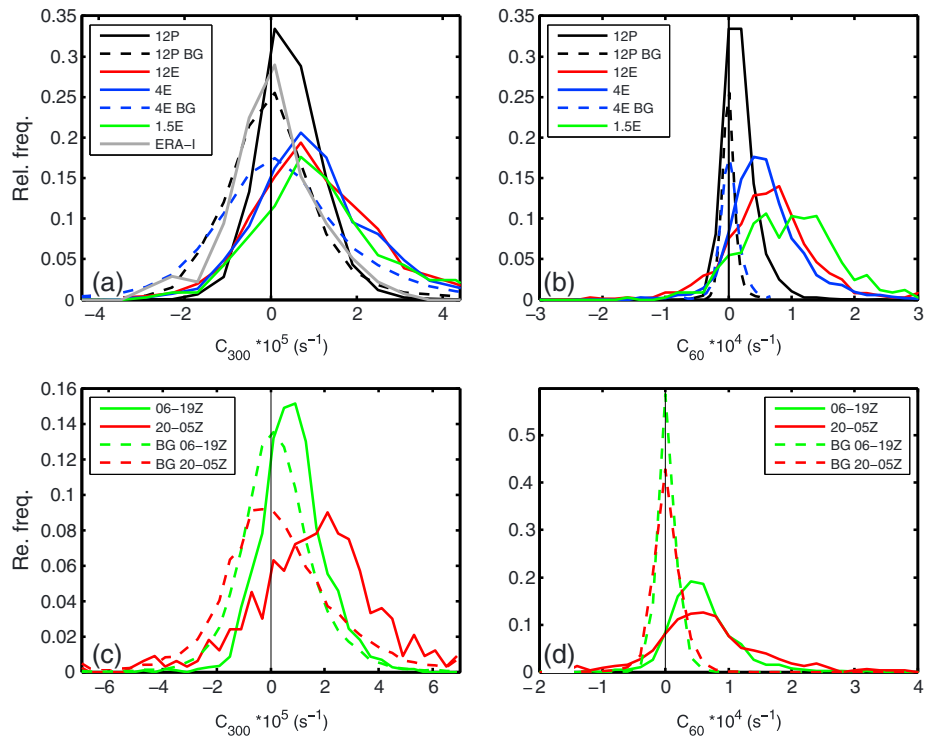 Rel. freq.
0.35
0.3
0.25
0.2
0.15
0.1
0.05
0
12P
12P BG
12E
4E
4E BG
1.5E
ERA-I
(a)
−4 −2 0 2 4
C300 *10^5 (s^−1)
0.35
0.3
0.25
0.2
0.15
0.1
0.05
0
12P
12P BG
12E
4E
4E BG
1.5E
(b)
−3 −2 −1 0 1 2 3
C60 *10^4 (s^−1)
Re. freq.
0.16
0.14
0.12
0.1
0.08
0.06
0.04
0.02
0
06−19Z
20−05Z
BG 06−19Z
BG 20−05Z
(c)
−6 −4 −2 0 2 4 6
C300 *10^5 (s^−1)
0.5
0.4
0.3
0.2
0.1
0
06−19Z
20−05Z
BG 06−19Z
BG 20−05Z
(d)
−2 −1 0 1 2 3 4
C60 *10^4 (s^−1)